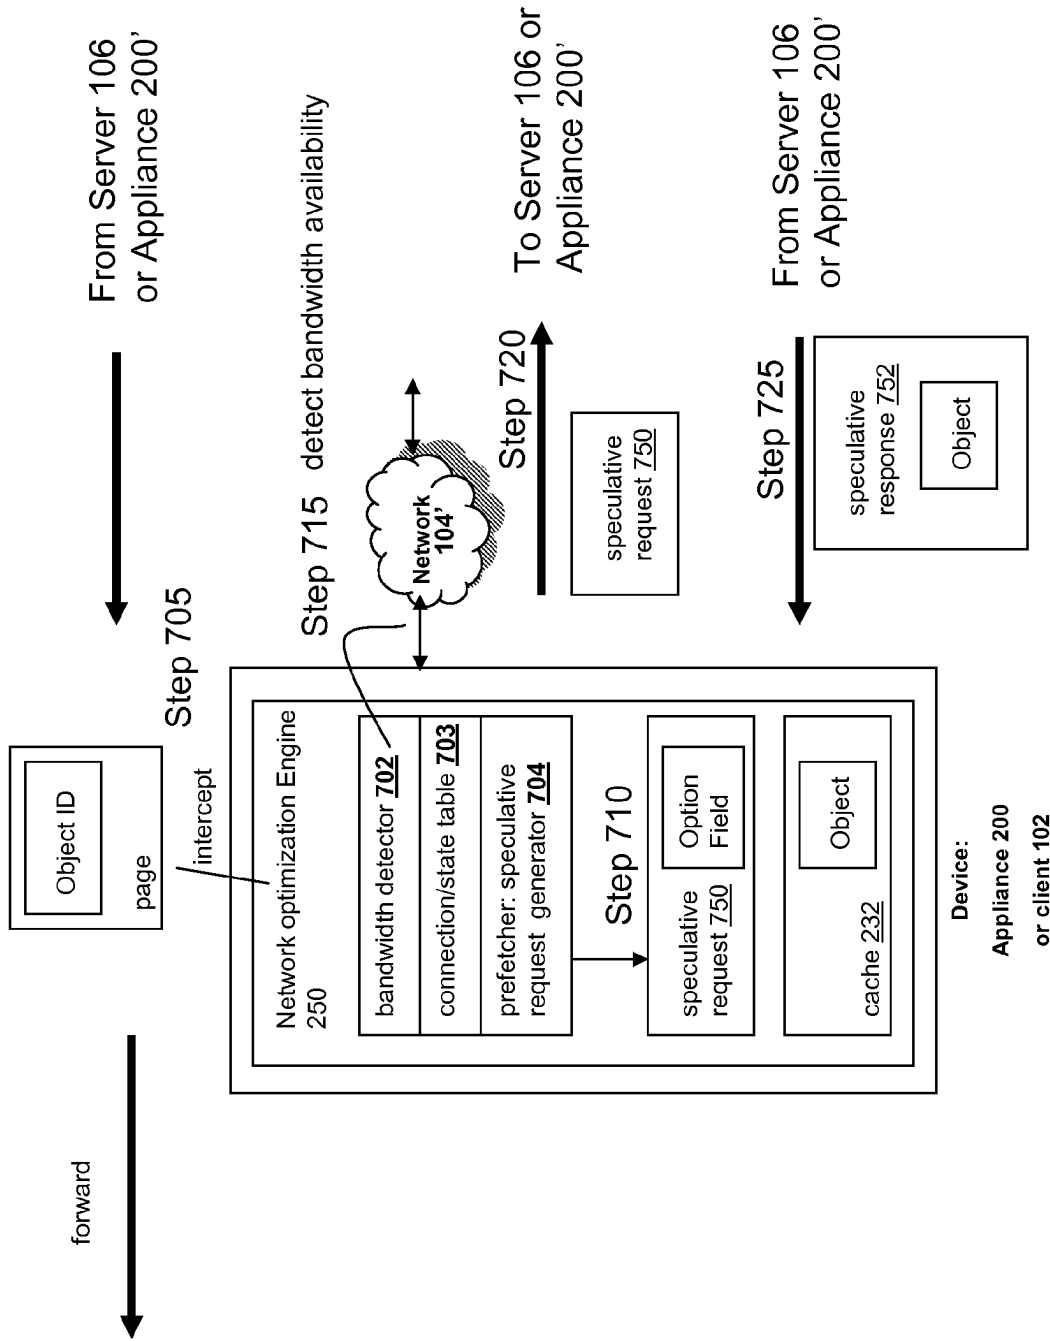 From Server 106
or Appliance 200’
Step 705
forward
Object ID
page
intercept
Step 715
detect bandwidth availability
Network
104’
Step 720
To Server 106 or
Appliance 200’
speculative
request 750
Step 725
From Server 106
or Appliance 200’
speculative
response 752
Object
Network optimization Engine
250
bandwidth detector 702
connection/state table 703
prefetcher: speculative
request generator 704
Step 710
speculative
request 750
Option
Field
Object
cache 232
Device:
Appliance 200
or client 102